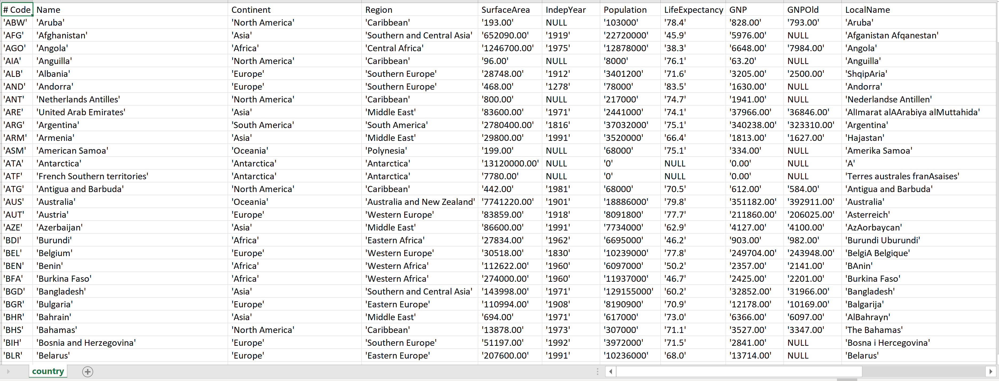 # Code Name Continent Region SurfaceArea IndepYear Population LifeExpectancy GNP GNPOld LocalName
'ABW' 'Aruba' 'North America' 'Caribbean' '193.00' NULL '103000' '78.4' '828.00' '793.00' 'Aruba'
'AFG' 'Afghanistan' 'Asia' 'Southern and Central Asia' '652090.00' '1919' '22720000' '45.9' '5976.00' NULL 'Afganistan Afqanestan'
'AGO' 'Angola' 'Africa' 'Central Africa' '1246700.00' '1975' '12878000' '38.3' '6648.00' '7984.00' 'Angola'
'AIA' 'Anguilla' 'North America' 'Caribbean' '96.00' NULL '8000' '76.1' '63.20' NULL 'Anguilla'
'ALB' 'Albania' 'Europe' 'Southern Europe' '28748.00' '1912' '3401200' '71.6' '3205.00' '2500.00' 'ShqipAria'
'AND' 'Andorra' 'Europe' 'Southern Europe' '468.00' '1278' '78000' '83.5' '1630.00' NULL 'Andorra'
'ANT' 'Netherlands Antilles' 'North America' 'Caribbean' '800.00' NULL '217000' '74.7' '1941.00' NULL 'Nederlandse Antillen'
'ARE' 'United Arab Emirates' 'Asia' 'Middle East' '83600.00' '1971' '2441000' '74.1' '37966.00' '36846.00' 'AlImarat alAArabiya alMuttahida'
'ARG' 'Argentina' 'South America' 'South America' '2780400.00' '1816' '37032000' '75.1' '340238.00' '323310.00' 'Argentina'
'ARM' 'Armenia' 'Asia' 'Middle East' '29800.00' '1991' '3520000' '66.4' '1813.00' '1627.00' 'Hajastan'
'ASM' 'American Samoa' 'Oceania' 'Polynesia' '199.00' NULL '68000' '75.1' '334.00' NULL 'Amerika Samoa'
'ATA' 'Antarctica' 'Antarctica' 'Antarctica' '13120000.00' NULL '0' NULL '0.00' NULL 'A'
'ATF' 'French Southern territories' 'Antarctica' 'Antarctica' '7780.00' NULL '0' NULL '0.00' NULL 'Terres australes franAsaises'
'ATG' 'Antigua and Barbuda' 'North America' 'Caribbean' '442.00' '1981' '68000' '70.5' '612.00' '584.00' 'Antigua and Barbuda'
'AUS' 'Australia' 'Oceania' 'Australia and New Zealand' '7741220.00' '1901' '18886000' '79.8' '351182.00' '392911.00' 'Australia'
'AUT' 'Austria' 'Europe' 'Western Europe' '83859.00' '1918' '8091800' '77.7' '211860.00' '206025.00' 'Asterreich'
'AZE' 'Azerbaijan' 'Asia' 'Middle East' '86600.00' '1991' '7734000' '62.9' '4127.00' '4100.00' 'AzAorbaycan'
'BDI' 'Burundi' 'Africa' 'Eastern Africa' '27834.00' '1962' '6695000' '46.2' '903.00' '982.00' 'Burundi Uburundi'
'BEL' 'Belgium' 'Europe' 'Western Europe' '30518.00' '1830' '10239000' '77.8' '249704.00' '243948.00' 'BelgiA Belgique'
'BEN' 'Benin' 'Africa' 'Western Africa' '112622.00' '1960' '6097000' '50.2' '2357.00' '2141.00' 'BAnin'
'BFA' 'Burkina Faso' 'Africa' 'Western Africa' '274000.00' '1960' '11937000' '46.7' '2425.00' '2201.00' 'Burkina Faso'
'BGD' 'Bangladesh' 'Asia' 'Southern and Central Asia' '143998.00' '1971' '129155000' '60.2' '32852.00' '31966.00' 'Bangladesh'
'BGR' 'Bulgaria' 'Europe' 'Eastern Europe' '110994.00' '1908' '8190900' '70.9' '12178.00' '10169.00' 'Balgarija'
'BHR' 'Bahrain' 'Asia' 'Middle East' '694.00' '1971' '617000' '73.0' '6366.00' '6097.00' 'AlBahrayn'
'BHS' 'Bahamas' 'North America' 'Caribbean' '13878.00' '1973' '307000' '71.1' '3527.00' '3347.00' 'The Bahamas'
'BIH' 'Bosnia and Herzegovina' 'Europe' 'Southern Europe' '51197.00' '1992' '3972000' '71.5' '2841.00' NULL 'Bosna i Hercegovina'
'BLR' 'Belarus' 'Europe' 'Eastern Europe' '207600.00' '1991' '10236000' '68.0' '13714.00' NULL 'Belarus'
country